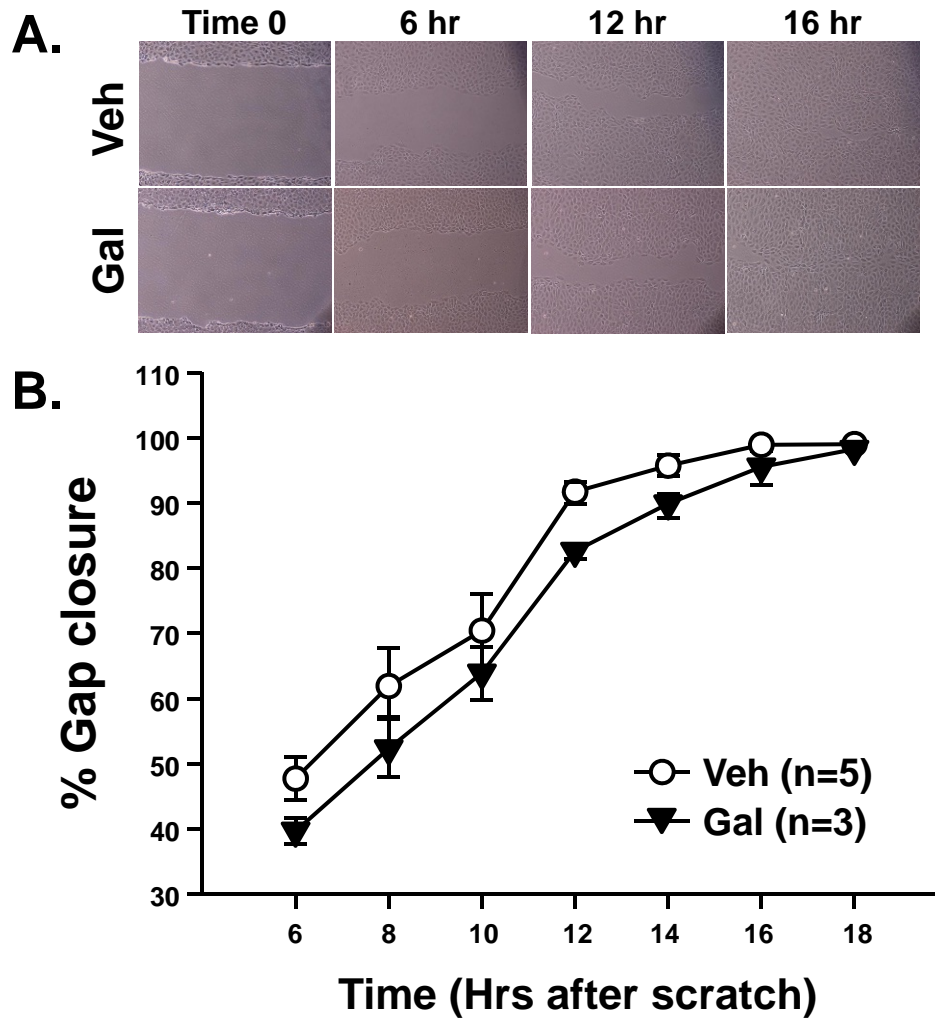 A.
Time 0 6 hr 12 hr 16 hr
Veh
Gal
B.
% Gap closure
110
100
90
80
70
60
50
40
30
Veh (n=5)
Gal (n=3)
6 8 10 12 14 16 18
Time (Hrs after scratch)